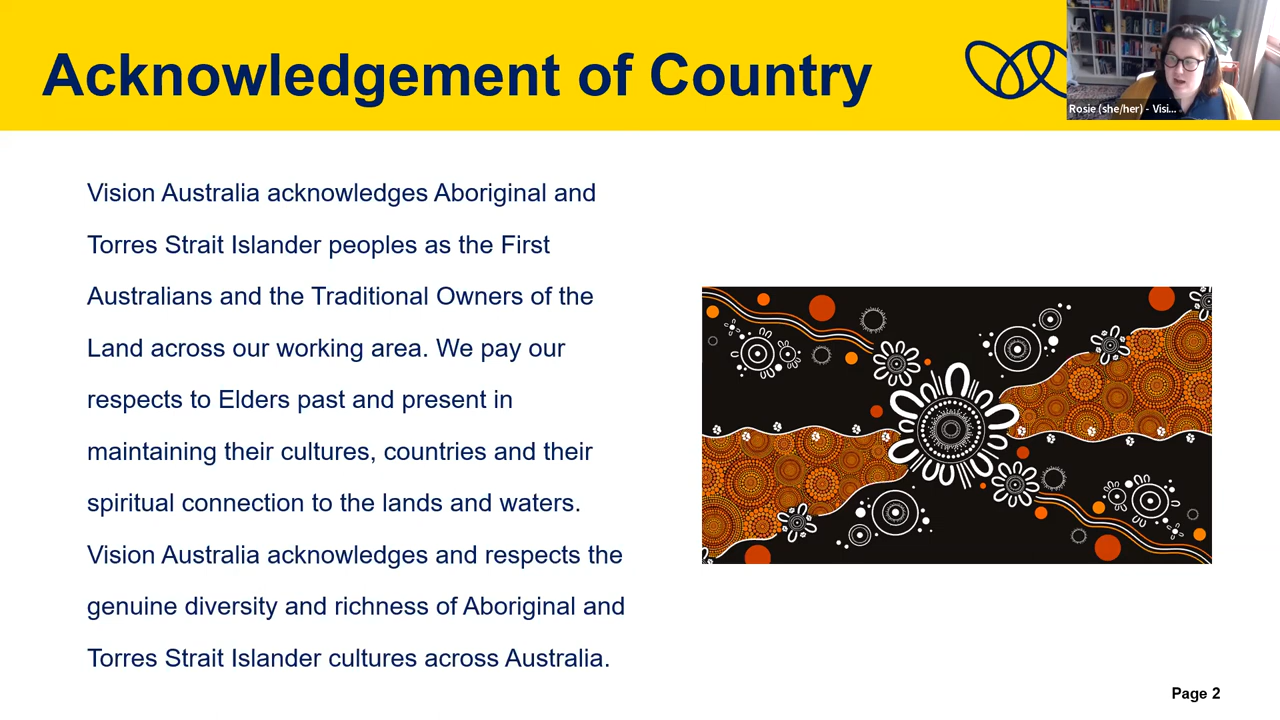 Acknowledgement of Country
Rosie (she/her) - Visi...
Vision Australia acknowledges Aboriginal and
Torres Strait Islander peoples as the First
Australians and the Traditional Owners of the
Land across our working area. We pay our
respects to Elders past and present in
maintaining their cultures, countries and their
spiritual connection to the lands and waters.
Vision Australia acknowledges and respects the
genuine diversity and richness of Aboriginal and
Torres Strait Islander cultures across Australia.
Page 2